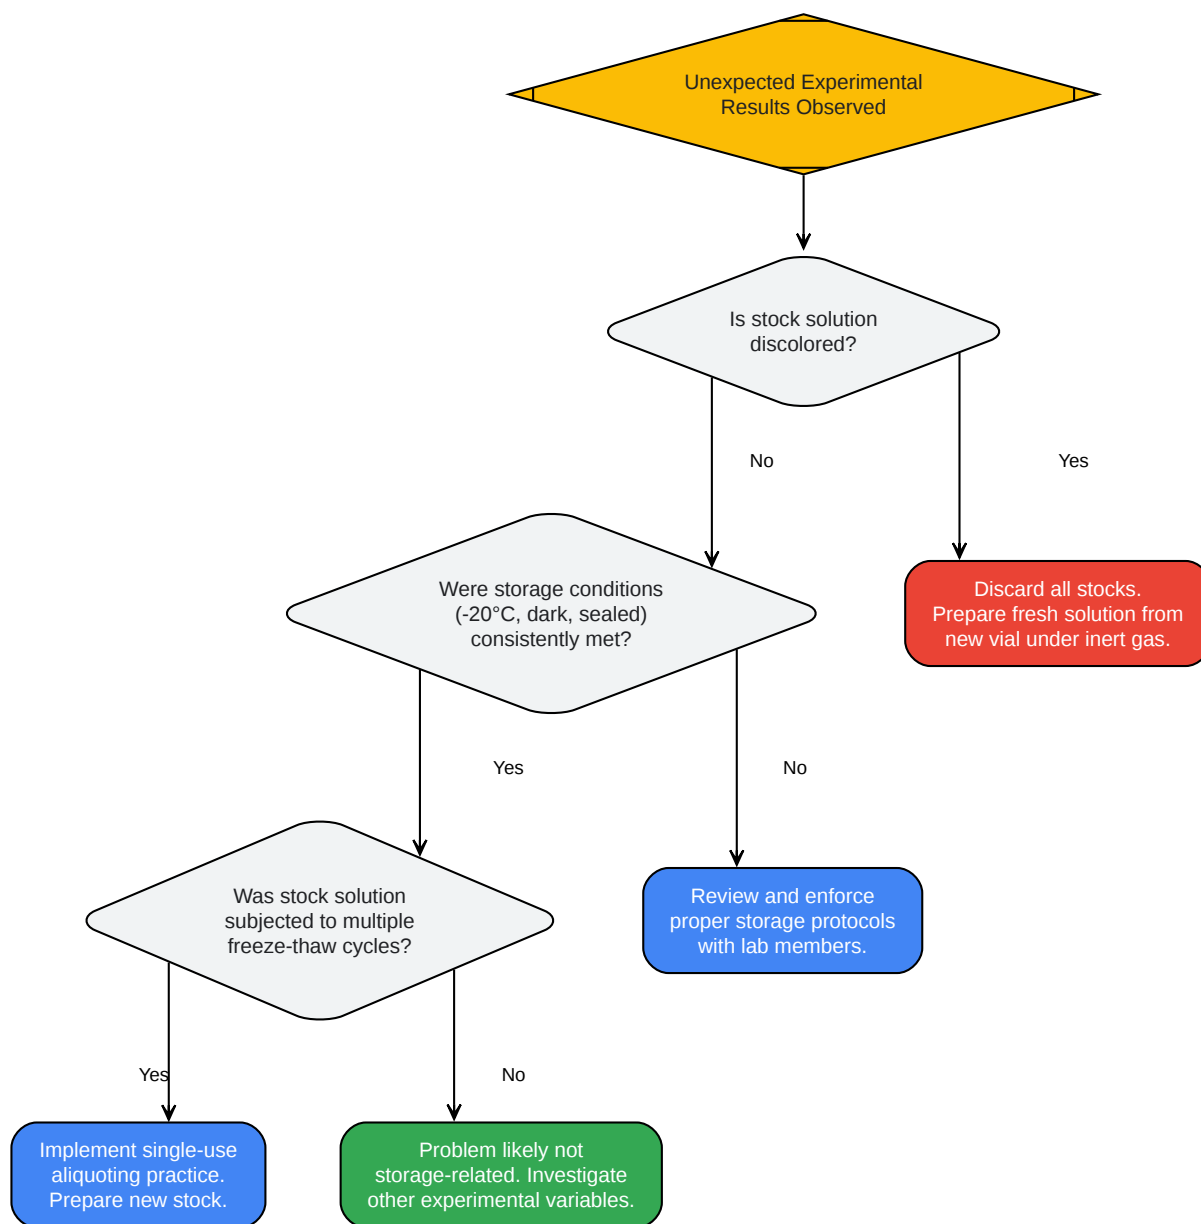 Unexpected Experimental
Results Observed
Is stock solution
discolored?
No
Yes
Were storage conditions
(-20°C, dark, sealed)
consistently met?
Discard all stocks.
Prepare fresh solution from
new vial under inert gas.
Yes
No
Was stock solution
subjected to multiple
freeze-thaw cycles?
Review and enforce
proper storage protocols
with lab members.
Yes
No
Implement single-use
aliquoting practice.
Prepare new stock.
Problem likely not
storage-related. Investigate
other experimental variables.